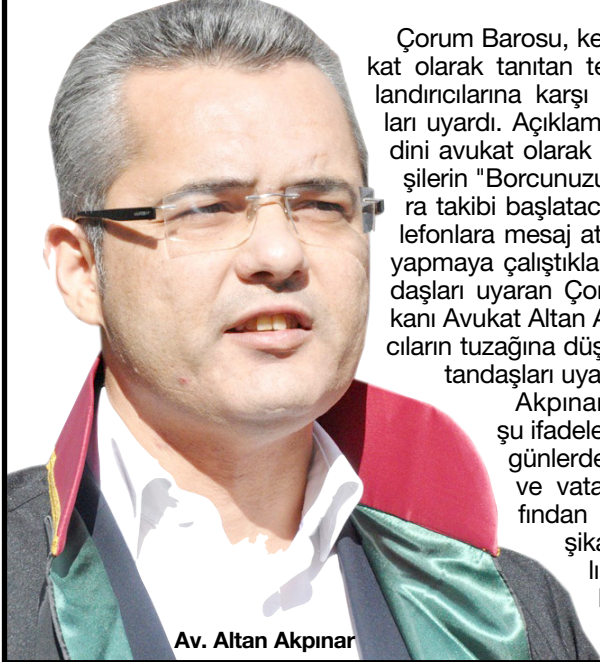 Çorum Barosu, ke
kat olarak tanıtan te
landırıcılarına karşı
ları uyardı. Açıklam
dini avukat olarak
şilerin "Borcunuzu
ra takibi başlatac
lefonlara mesaj at
yapmaya çalıştıkla
daşları uyaran Çor
kanı Avukat Altan A
cıların tuzağına düş
tandaşları uya
Akpınar
şu ifadele
günlerde
ve vata
fından
şika
lı
Av. Altan Akpınar